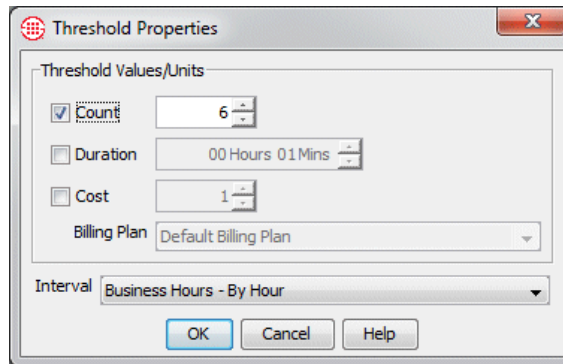 Threshold Properties
Threshold Values/Units
Count 6
Duration 00 Hours 01 Mins
Cost 1
Billing Plan Default Billing Plan
Interval Business Hours - By Hour
OK Cancel Help